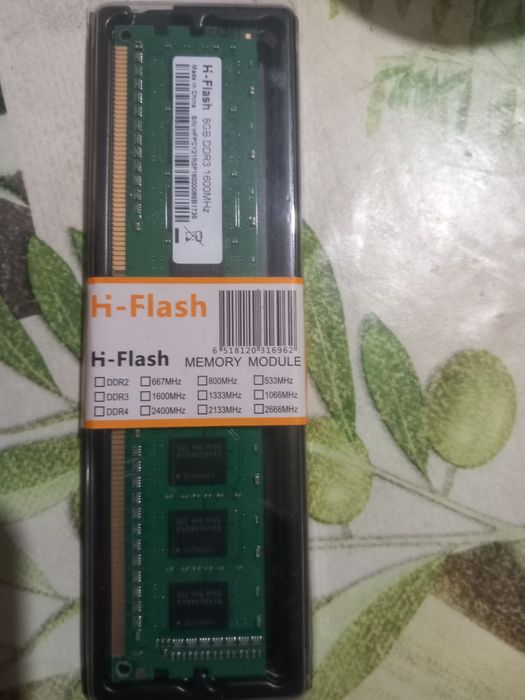 Hi-Flash 8GB DDR3 1600MHz
Made in China
Hi-Flash
6 518120 316962
Hi-Flash MEMORY MODULE
DDR2 667MHz 800MHz 533MHz
DDR3 1600MHz 1333MHz 1066MHz
DDR4 2400MHz 2133MHz 2666MHz